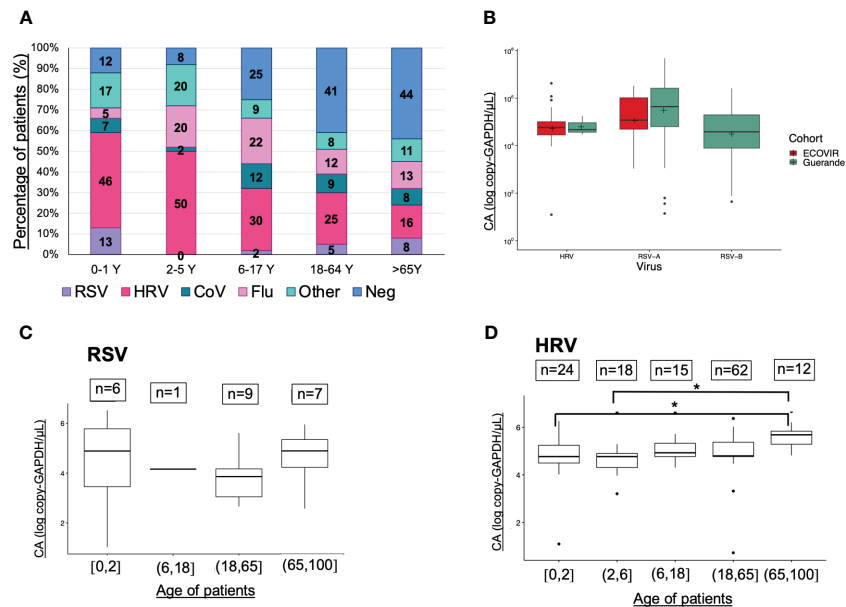 A
Percentage of patients (%)
100%
90%
80%
70%
60%
50%
40%
30%
20%
10%
0%
12
17
5
7
46
13
8
20
20
2
50
0
25
9
22
12
30
2
41
8
12
9
25
5
44
11
13
8
16
8
0-1 Y 2-5 Y 6-17 Y 18-64 Y >65Y
RSV HRV CoV Flu Other Neg
B
CA (log copy-GAPDH/µL)
10⁸
10⁶
10⁴
10²
10⁰
HRV RSV-A RSV-B
Virus
Cohort
ECOVIR
Guerande
C
RSV
n=6 n=1 n=9 n=7
CA (log copy-GAPDH/µL)
6
4
2
[0,2] (6,18] (18,65] (65,100]
Age of patients
D
HRV
n=24 n=18 n=15 n=62 n=12
*
*
CA (log copy-GAPDH/µL)
6
4
2
[0,2] (2,6] (6,18] (18,65] (65,100]
Age of patients